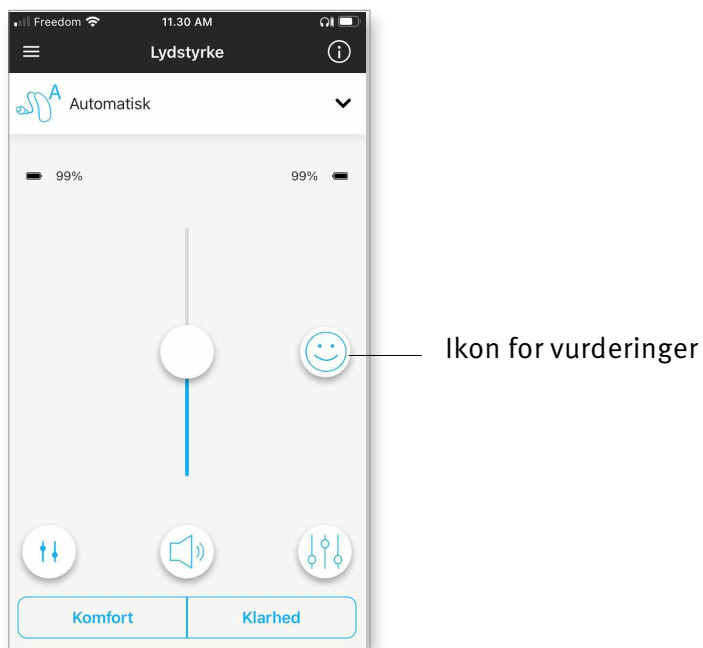 Freedom 11.30 AM
Lydstyrke
A
Automatisk
99% 99%
Ikon for vurderinger
Komfort Klarhed